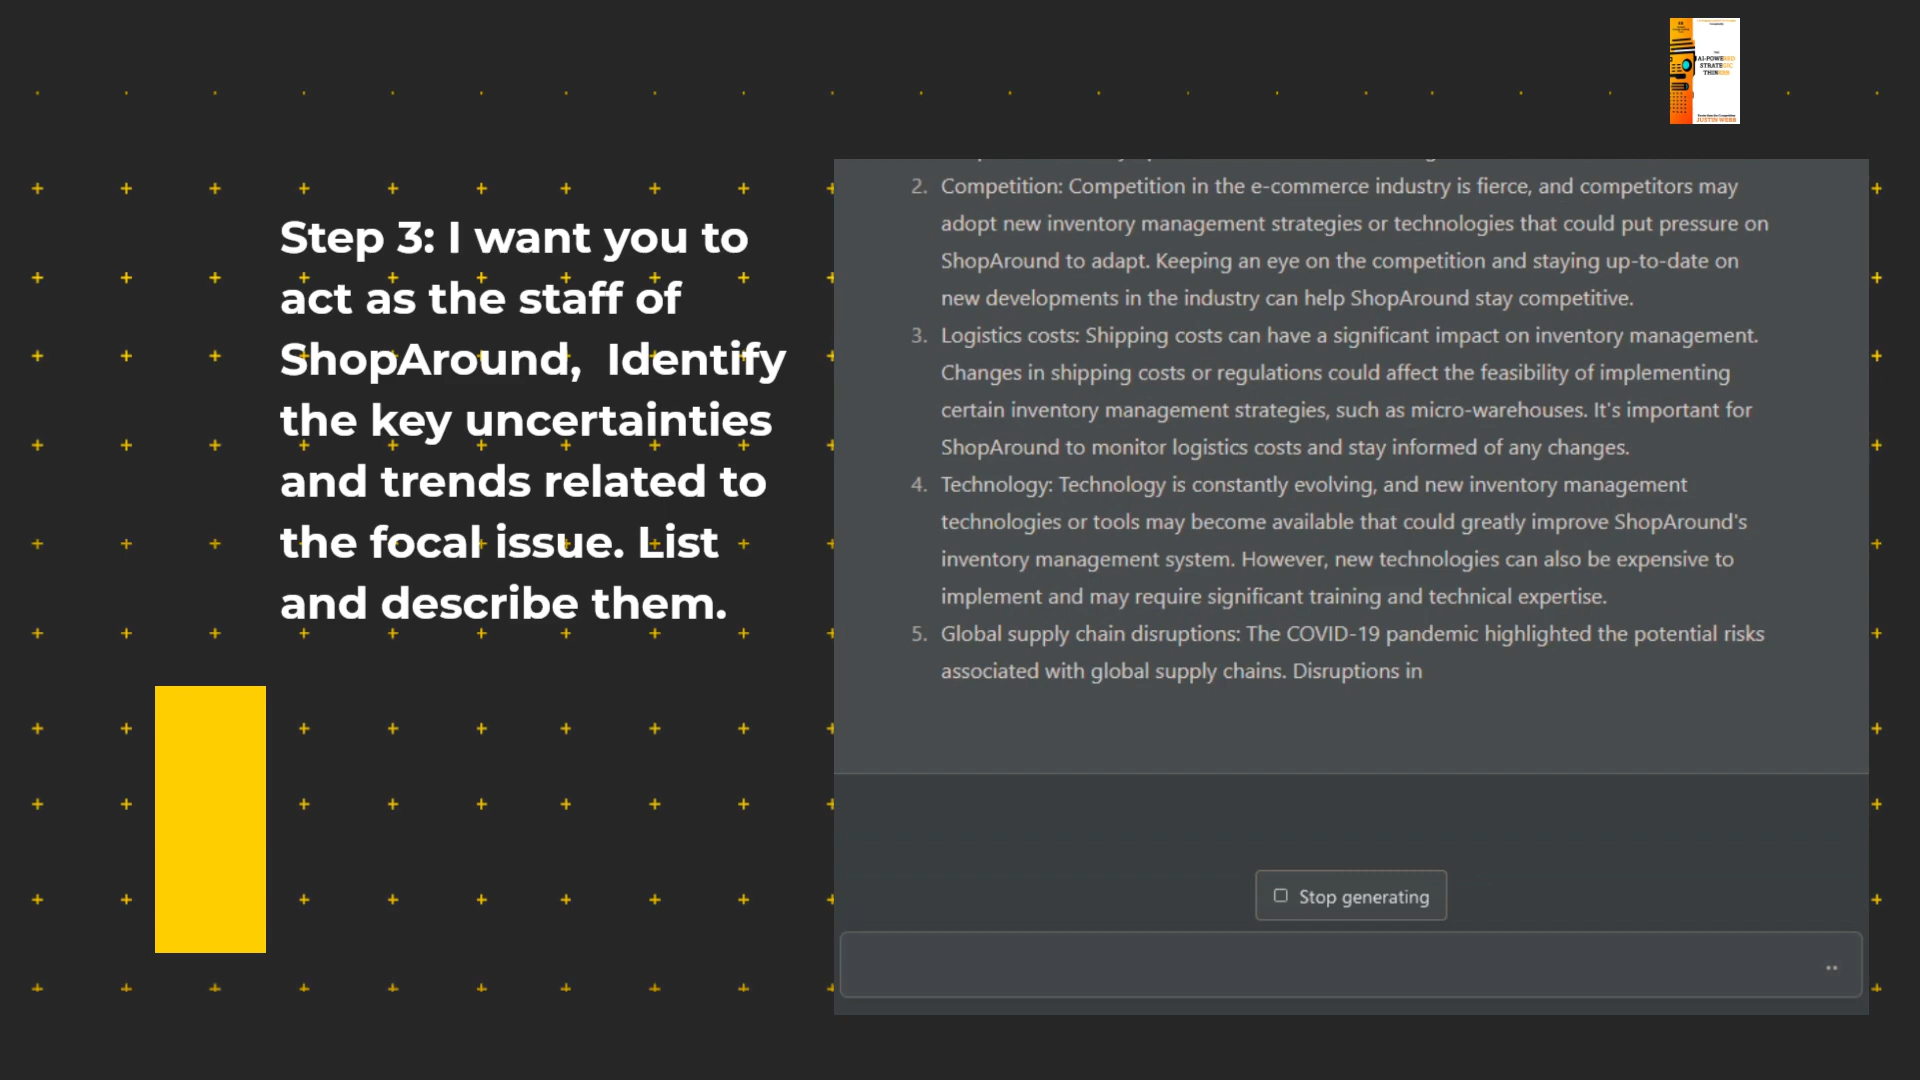 THE
AI-POWERED
STRATEGIC
THINKER
JUSTIN WEBB
Step 3: I want you to
act as the staff of
ShopAround,  Identify
the key uncertainties
and trends related to
the focal issue. List
and describe them.
2. Competition: Competition in the e-commerce industry is fierce, and competitors may
adopt new inventory management strategies or technologies that could put pressure on
ShopAround to adapt. Keeping an eye on the competition and staying up-to-date on
new developments in the industry can help ShopAround stay competitive.
3. Logistics costs: Shipping costs can have a significant impact on inventory management.
Changes in shipping costs or regulations could affect the feasibility of implementing
certain inventory management strategies, such as micro-warehouses. It's important for
ShopAround to monitor logistics costs and stay informed of any changes.
4. Technology: Technology is constantly evolving, and new inventory management
technologies or tools may become available that could greatly improve ShopAround's
inventory management system. However, new technologies can also be expensive to
implement and may require significant training and technical expertise.
5. Global supply chain disruptions: The COVID-19 pandemic highlighted the potential risks
associated with global supply chains. Disruptions in
Stop generating